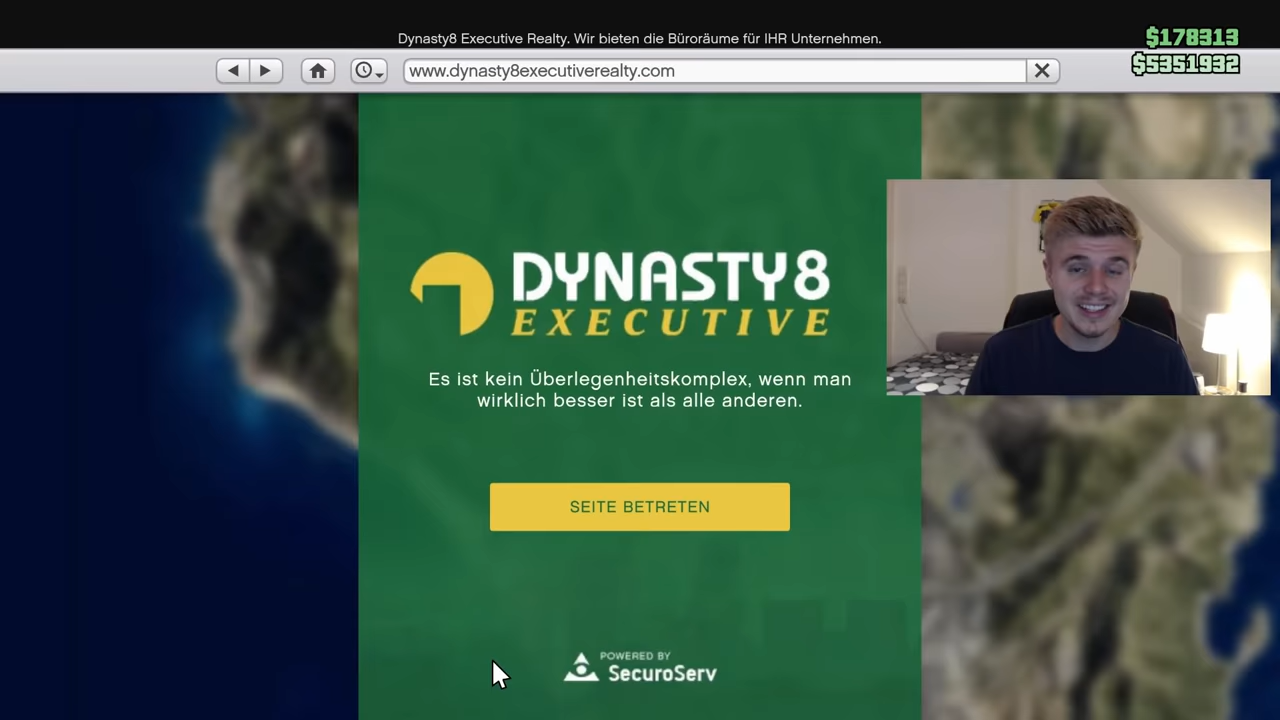 Dynasty8 Executive Realty. Wir bieten die Büroräume für IHR Unternehmen.
$178313
$5351932
www.dynasty8executiverealty.com
DYNASTY8
EXECUTIVE
Es ist kein Überlegenheitskomplex, wenn man
wirklich besser ist als alle anderen.
SEITE BETRETEN
POWERED BY
SecuroServ